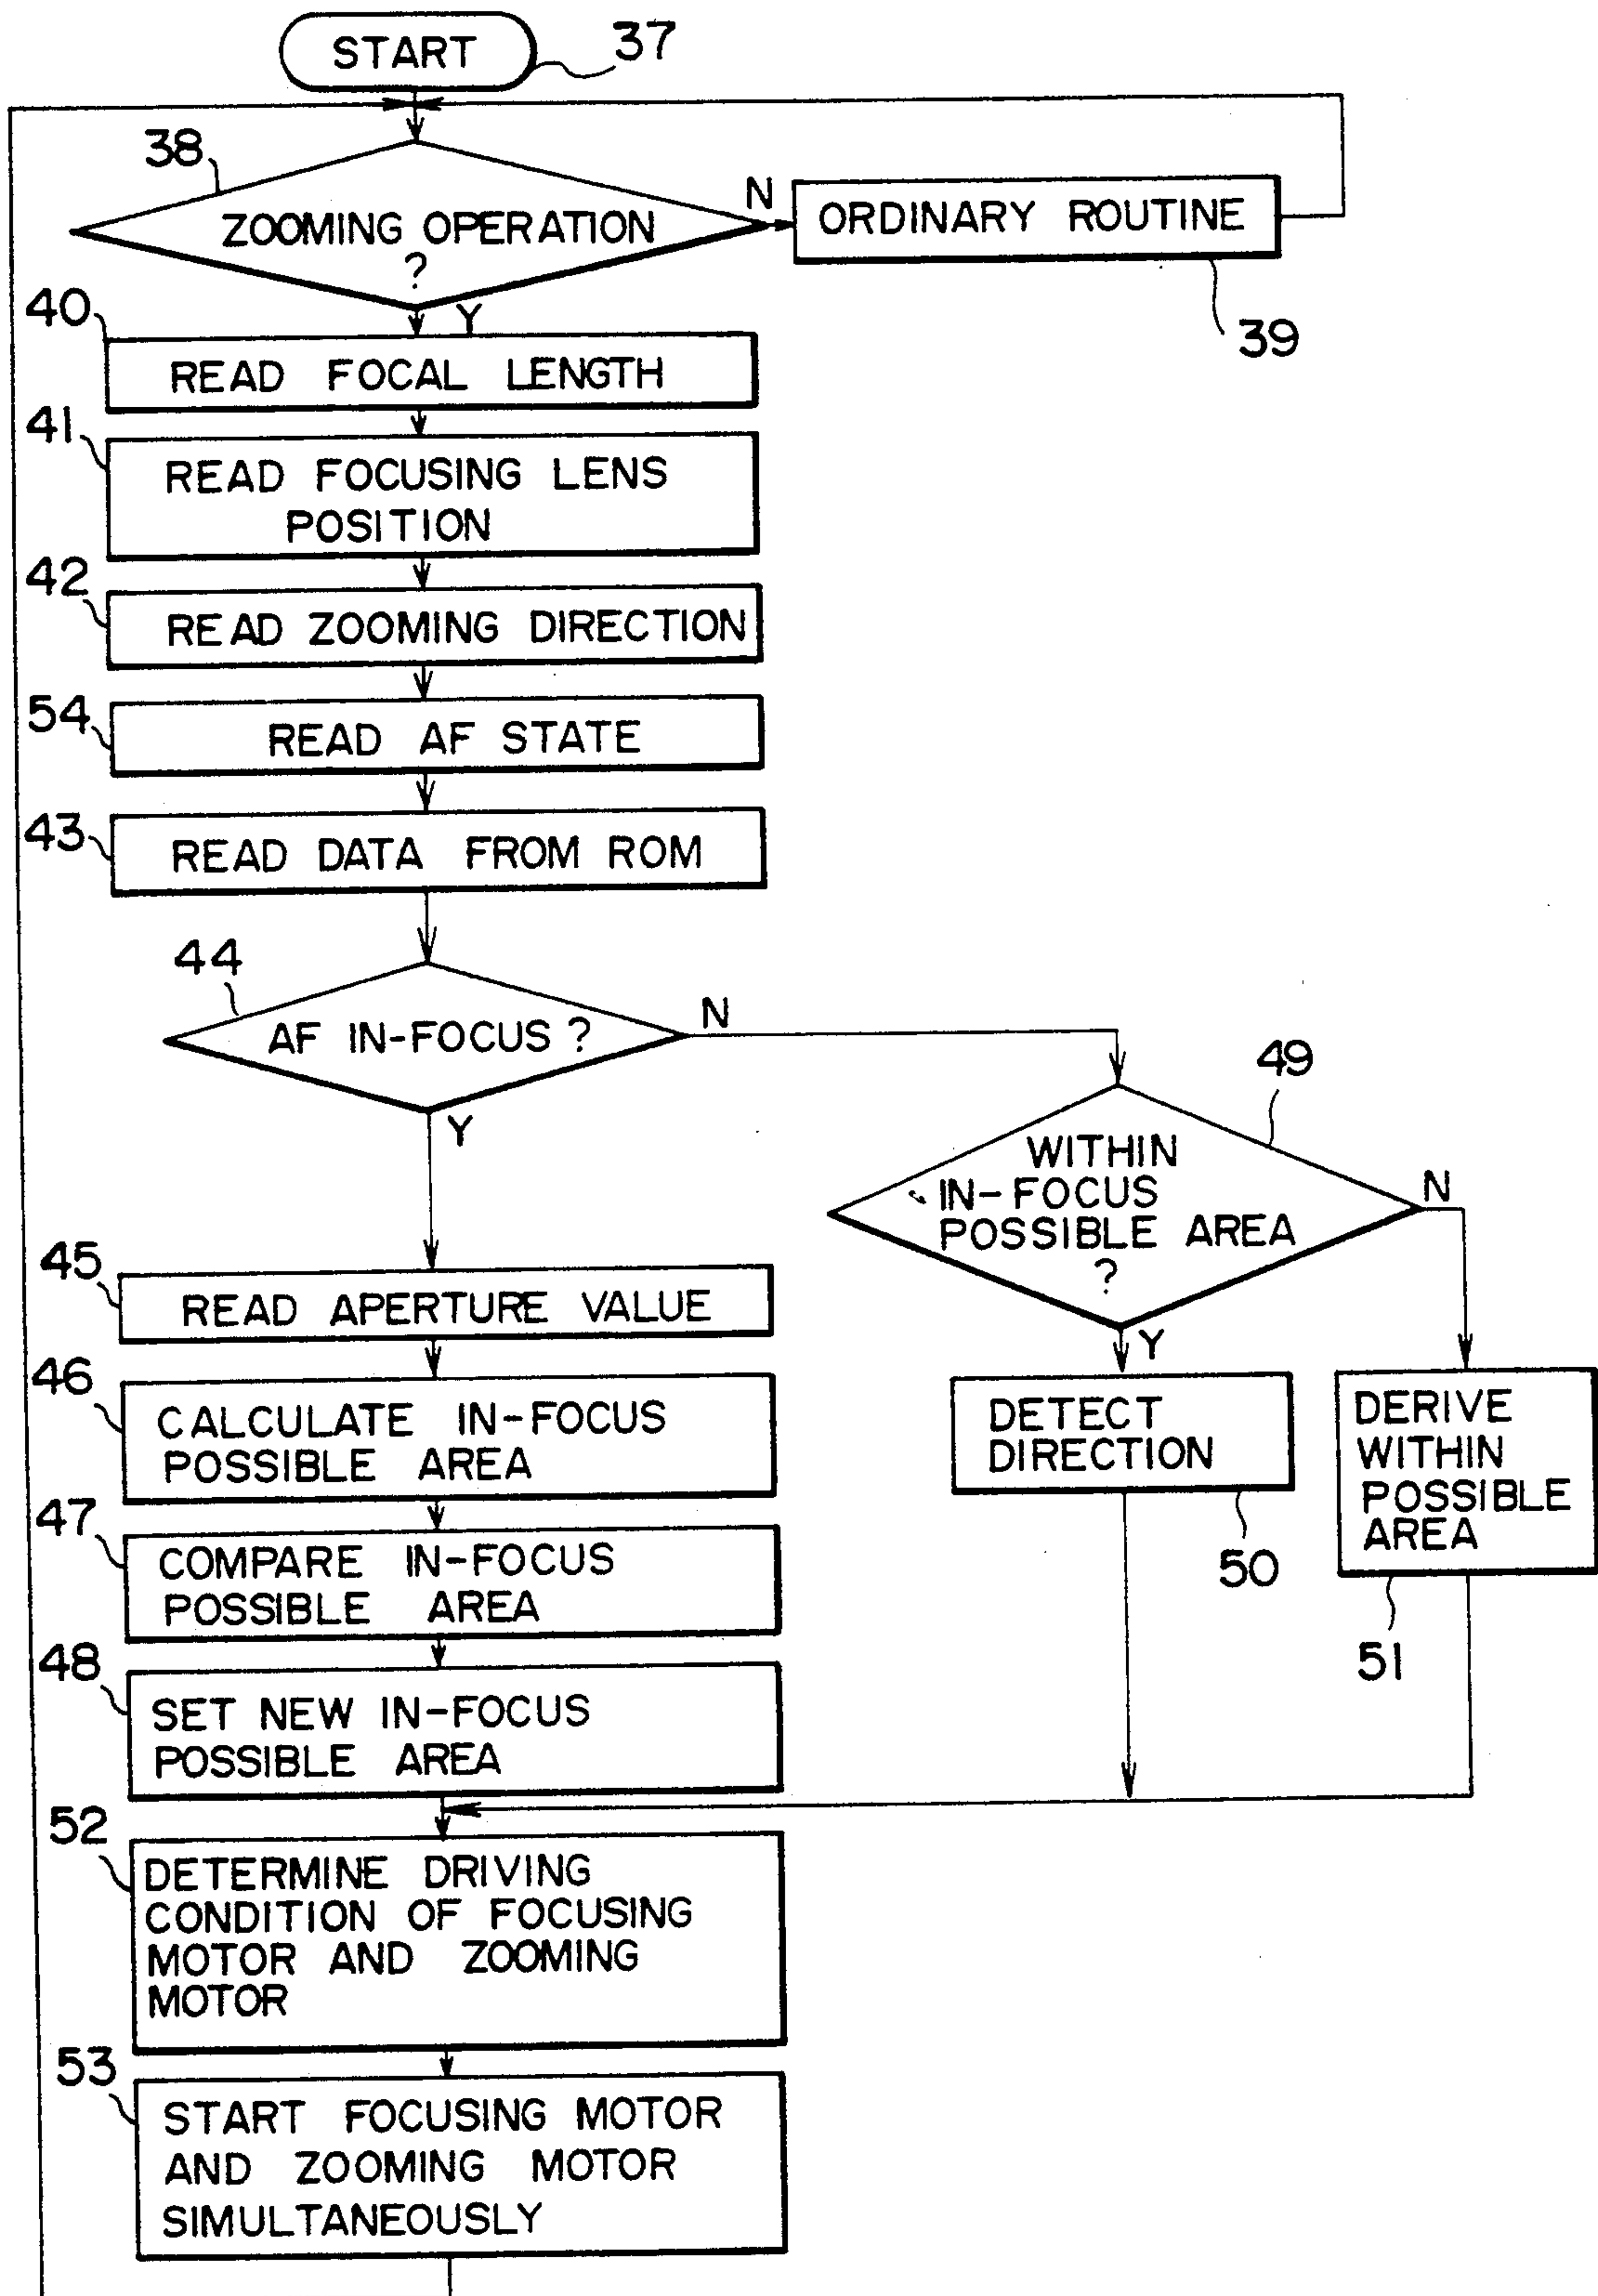 START
37
38
ZOOMING OPERATION
?
N
ORDINARY ROUTINE
39
Y
40
READ FOCAL LENGTH
41
READ FOCUSING LENS
POSITION
42
READ ZOOMING DIRECTION
54
READ AF STATE
43
READ DATA FROM ROM
44
AF IN-FOCUS ?
N
Y
49
WITHIN
IN-FOCUS
POSSIBLE AREA
?
N
Y
45
READ APERTURE VALUE
46
CALCULATE IN-FOCUS
POSSIBLE AREA
DETECT
DIRECTION
50
DERIVE
WITHIN
POSSIBLE
AREA
51
47
COMPARE IN-FOCUS
POSSIBLE AREA
48
SET NEW IN-FOCUS
POSSIBLE AREA
52
DETERMINE DRIVING
CONDITION OF FOCUSING
MOTOR AND ZOOMING
MOTOR
53
START FOCUSING MOTOR
AND ZOOMING MOTOR
SIMULTANEOUSLY